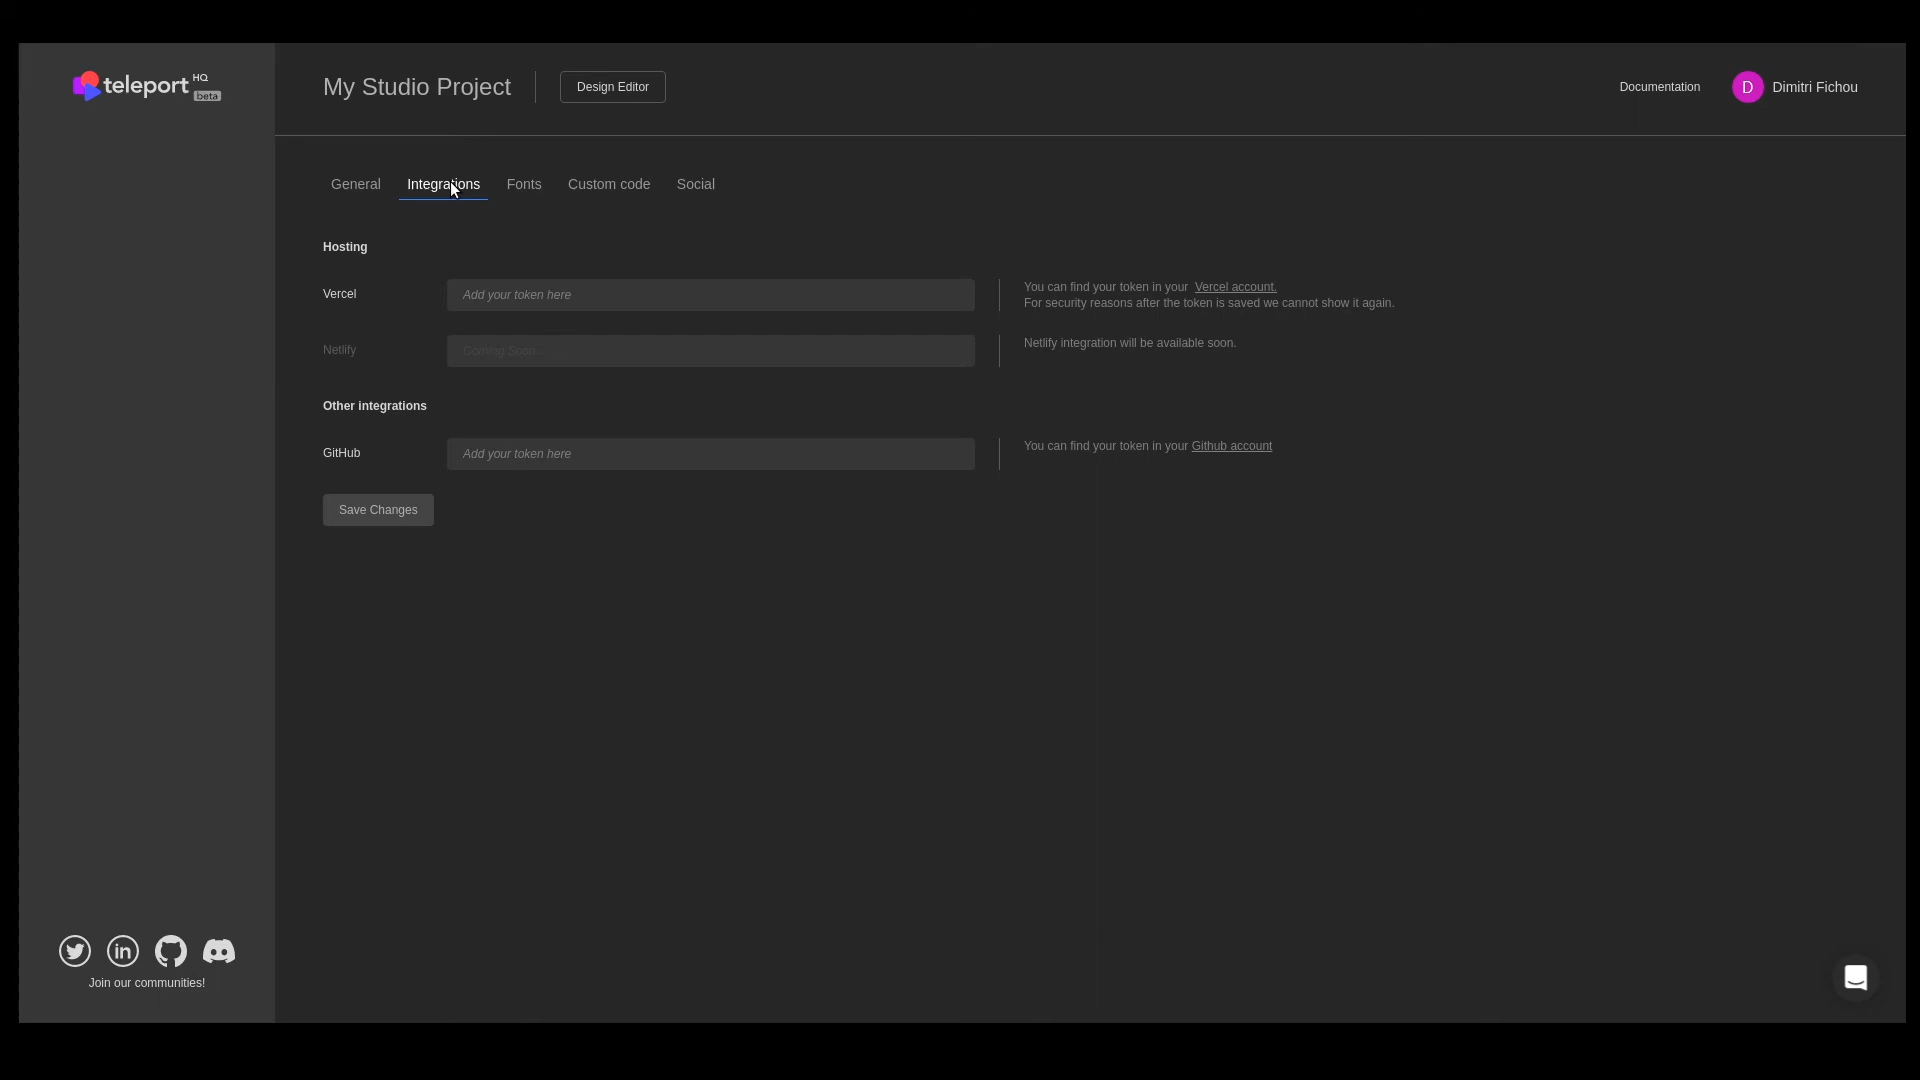 teleport HQ
beta
My Studio Project
Design Editor
Documentation
D
Dimitri Fichou
General
Integrations
Fonts
Custom code
Social
Hosting
Vercel
Add your token here
You can find your token in your Vercel account.
For security reasons after the token is saved we cannot show it again.
Netlify
Coming Soon...
Netlify integration will be available soon.
Other integrations
GitHub
Add your token here
You can find your token in your Github account
Save Changes
in
Join our communities!